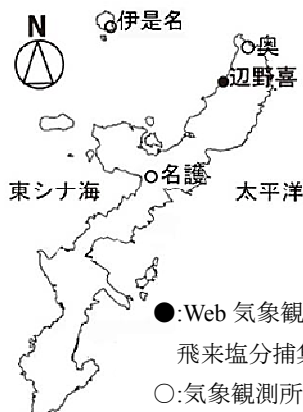 N
伊是名
奥
辺野喜
名護
東シナ海
太平洋
●:Web 気象観
飛来塩分捕集
○:気象観測所